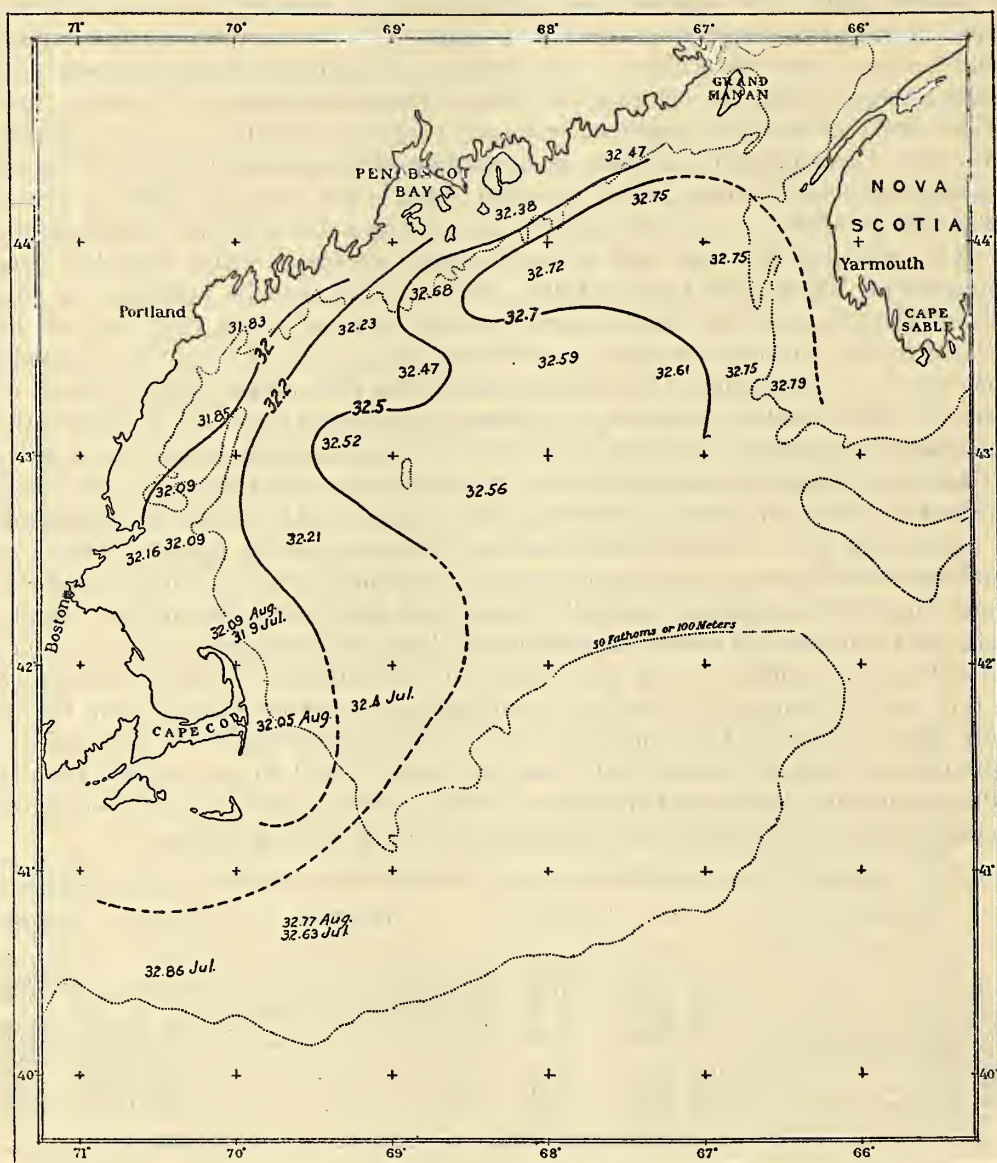 71° 70° 69° 68° 67° 66°
GRAND
MANAN
32.47
PENOBSCOT
BAY
32.75
NOVA
32.38
SCOTIA
44° 44°
32.72 32.75
Yarmouth
32.68
Portland
31.83 32.23 32.7
CAPE
SABLE
32
32.59
32.47 32.61 32.75 32.79
32.2
32.5
31.85
32.52
43° 43°
32.09
32.56
32.16 32.09 32.21
Boston
32.09 Aug.
31.9 Jul.
50 Fathoms or 100 Meters
42° 42°
32.4 Jul.
CAPE COD
32.05 Aug.
41° 41°
32.77 Aug.
32.63 Jul.
32.86 Jul.
40° 40°
71° 70° 69° 68° 67° 66°